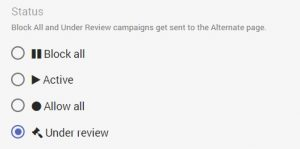 Status
Block All and Under Review campaigns get sent to the Alternate page.
Block all
Active
Allow all
Under review